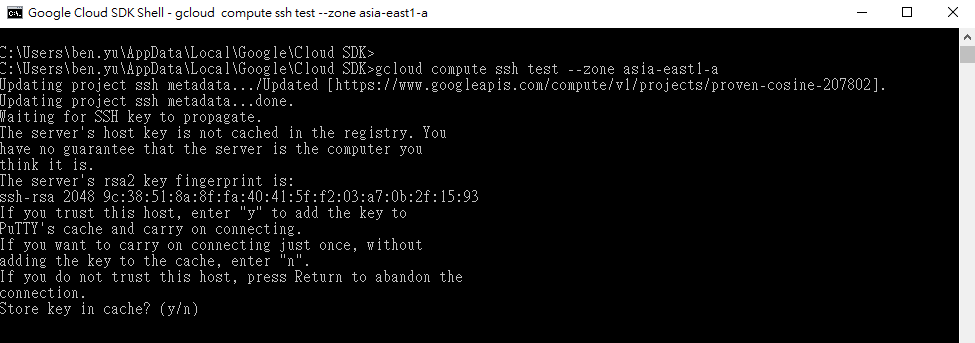 Google Cloud SDK Shell - gcloud  compute ssh test --zone asia-east1-a
C:\Users\ben.yu\AppData\Local\Google\Cloud SDK>
C:\Users\ben.yu\AppData\Local\Google\Cloud SDK>gcloud compute ssh test --zone asia-east1-a
Updating project ssh metadata.../Updated [https://www.googleapis.com/compute/v1/projects/proven-cosine-207802].
Updating project ssh metadata...done.
Waiting for SSH key to propagate.
The server's host key is not cached in the registry. You
have no guarantee that the server is the computer you
think it is.
The server's rsa2 key fingerprint is:
ssh-rsa 2048 9c:38:51:8a:8f:fa:40:41:5f:f2:03:a7:0b:2f:15:93
If you trust this host, enter "y" to add the key to
PuTTY's cache and carry on connecting.
If you want to carry on connecting just once, without
adding the key to the cache, enter "n".
If you do not trust this host, press Return to abandon the
connection.
Store key in cache? (y/n)